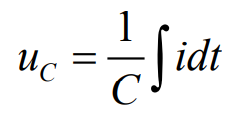 u_C = \frac{1}{C} \int i dt